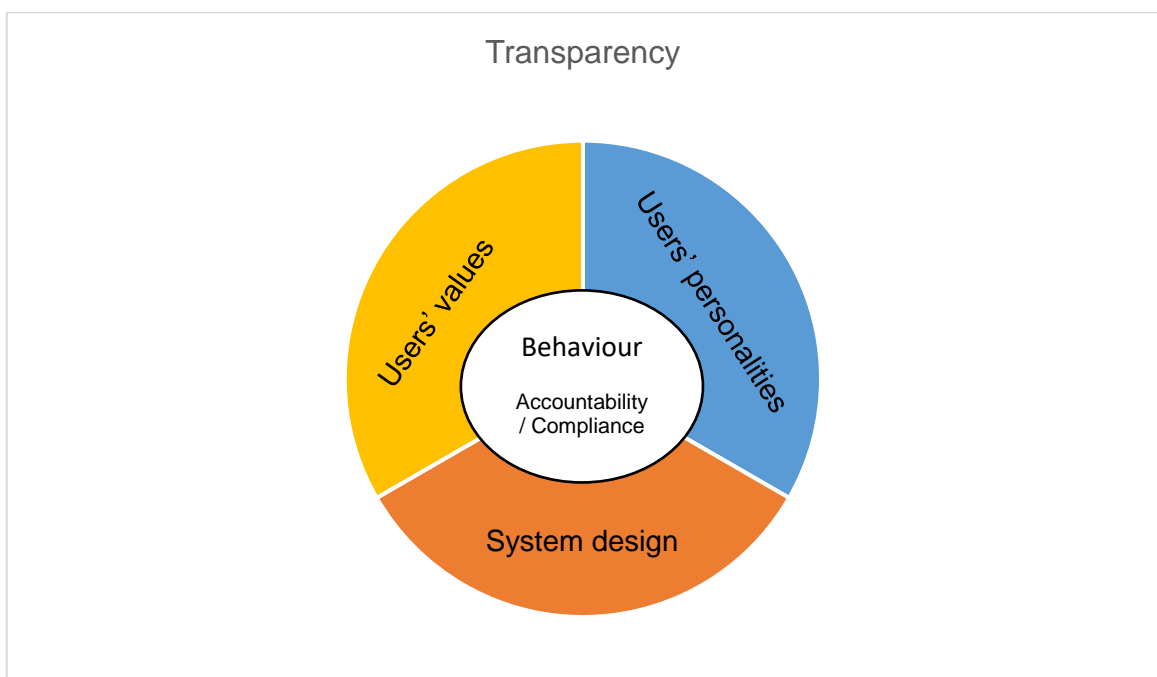 Transparency
Users’ values
Users’ personalities
Behaviour
Accountability
/ Compliance
System design